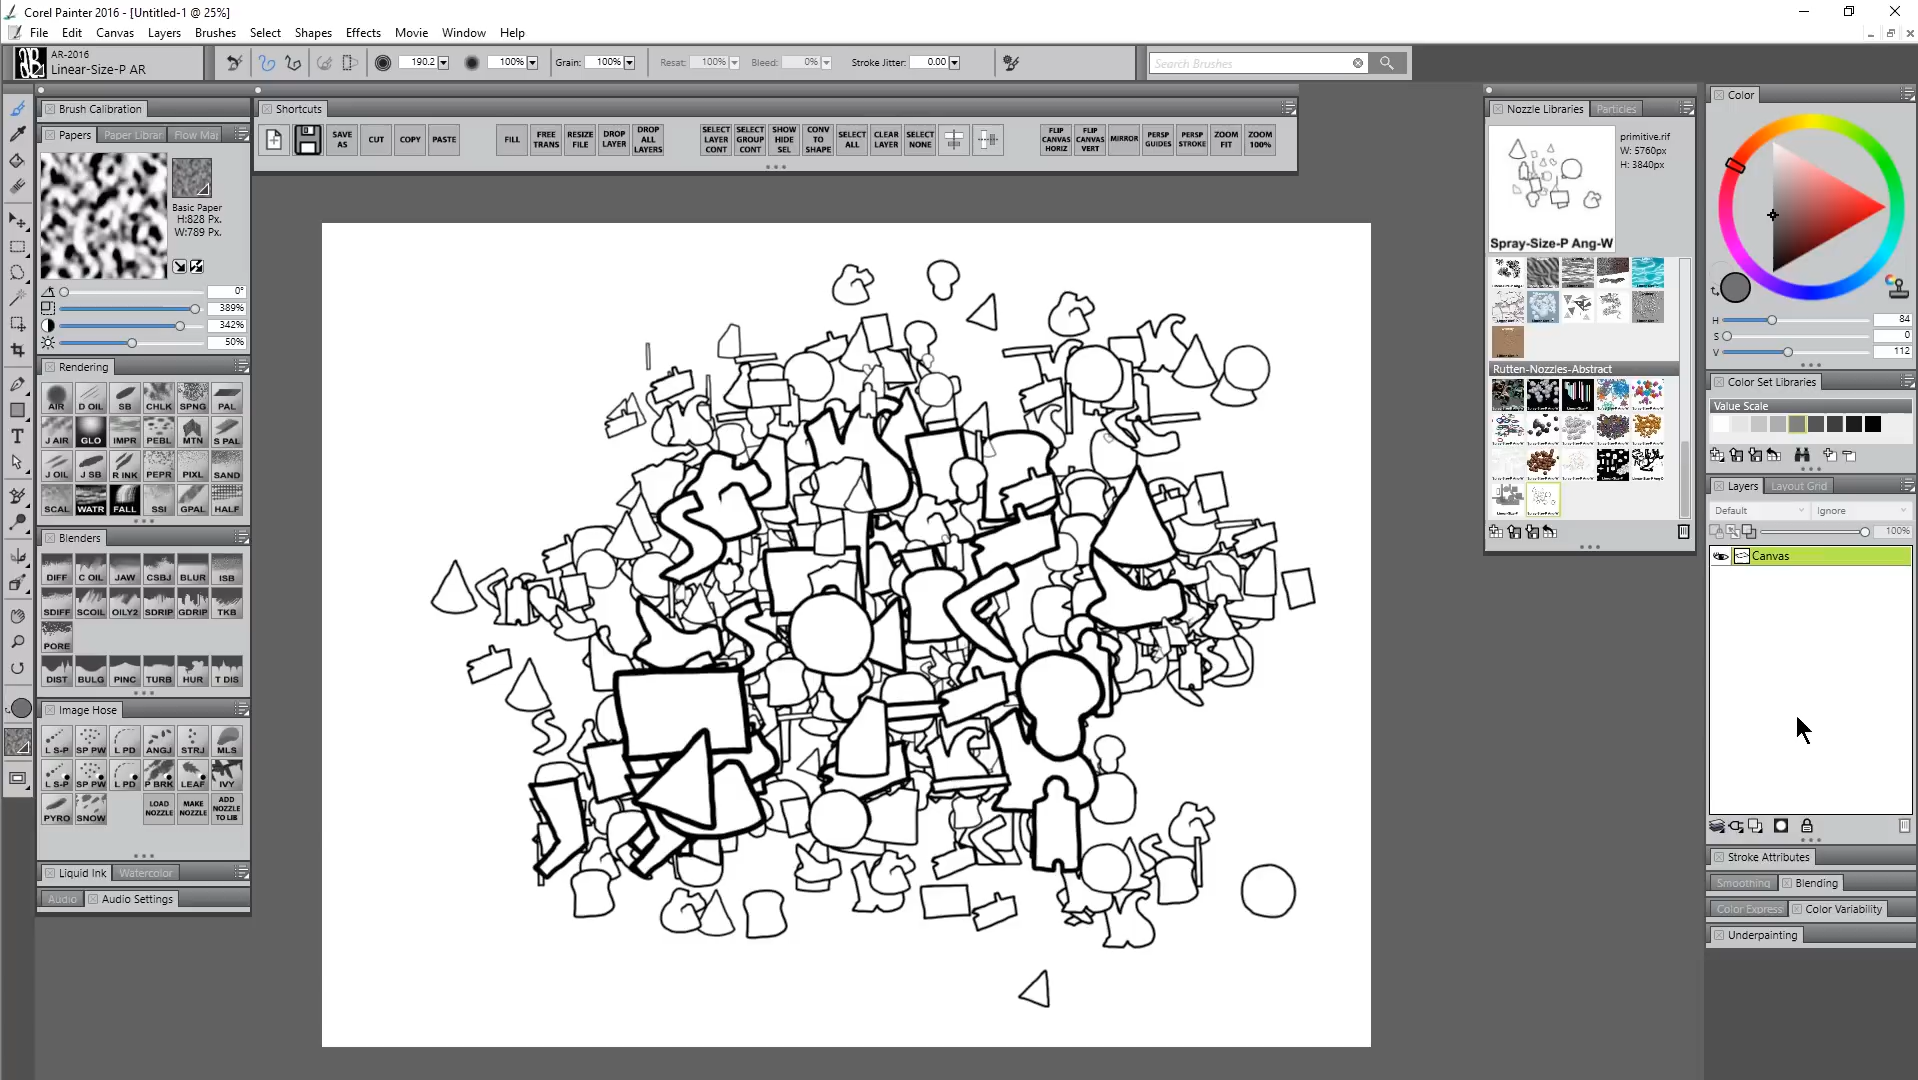 Corel Painter 2016 - [Untitled-1 @ 25%]
File Edit Canvas Layers Brushes Select Shapes Effects Movie Window Help
AR-2016
Linear-Size-P AR
190.2
100%
Grain: 100%
Resat: 100%
Bleed: 0%
Stroke Jitter: 0.00
Search Brushes
Brush Calibration
Papers
Paper Librar
Flow Ma
Basic Paper
H:828 Px.
W:789 Px.
0°
389%
342%
50%
Rendering
AIR D OIL SB CHLK SPNG PAL
J AIR GLO IMPR PEBL MTN S PAL
J OIL J SB R INK PEPR PIXL SAND
SCAL WATR FALL SSI GPAL HALF
Blenders
DIFF C OIL JAW CSBJ BLUR ISB
SDIFF SCOIL OILY2 SDRIP GDRIP TKB
PORE
DIST BULG PINC TURB HUR T DIS
Image Hose
L S-P SP PW L PD ANGJ STRJ MLS
L S-P SP PW L PD P BRK LEAF IVY
PYRO SNOW LOAD NOZZLE MAKE NOZZLE ADD NOZZLE TO LIB
Liquid Ink
Watercolor
Audio
Audio Settings
Shortcuts
SAVE AS
CUT
COPY
PASTE
FILL
FREE TRANS
RESIZE FILE
DROP LAYER
DROP ALL LAYERS
SELECT LAYER CONT
SELECT GROUP CONT
SHOW HIDE SEL
CONV TO SHAPE
SELECT ALL
CLEAR LAYER
SELECT NONE
FLIP CANVAS HORIZ
FLIP CANVAS VERT
MIRROR
PERSP GUIDES
PERSP STROKE
ZOOM FIT
ZOOM 100%
Nozzle Libraries
Particles
primitive.rif
W: 5760px
H: 3840px
Spray-Size-P Ang-W
Rutten-Nozzles-Abstract
Color
H 84
S 0
V 112
Color Set Libraries
Value Scale
Layers
Layout Grid
Default
Ignore
100%
Canvas
Stroke Attributes
Smoothing
Blending
Color Express
Color Variability
Underpainting